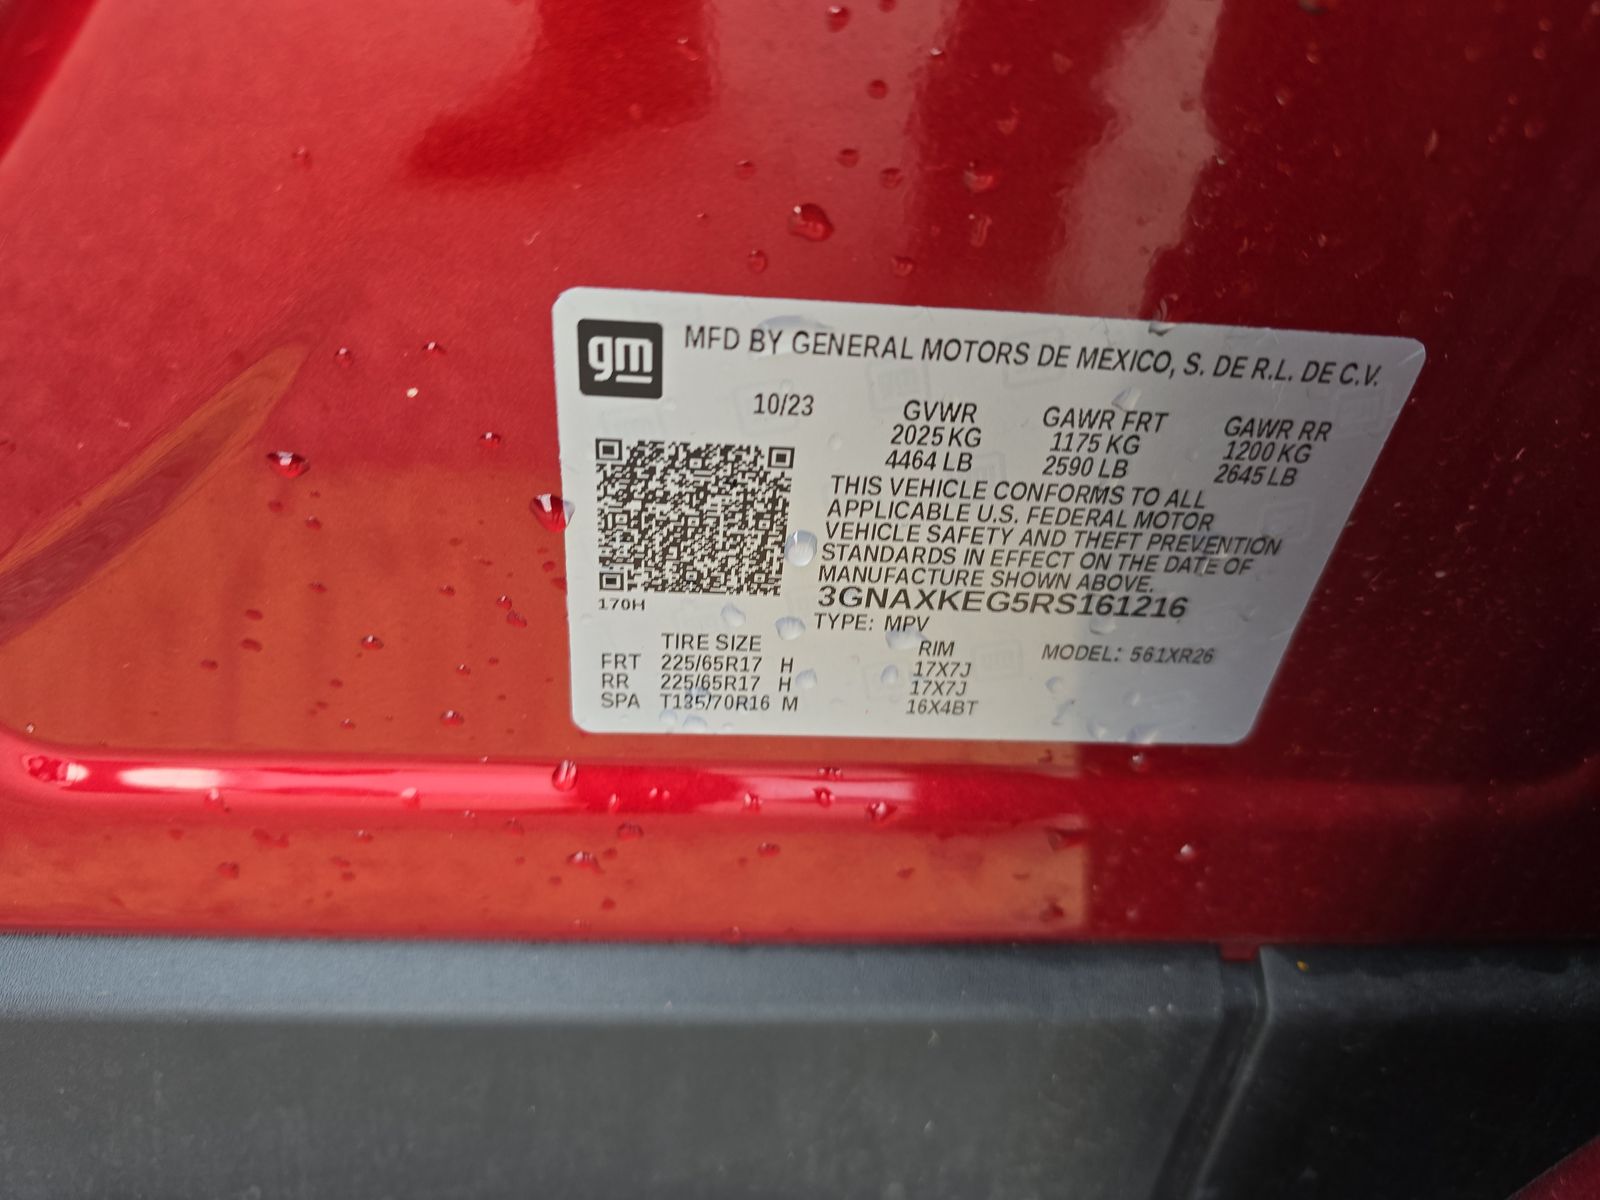 gm MFD BY GENERAL MOTORS DE MEXICO, S. DE R.L. DE C.V.
10/23 GVWR GAWR FRT GAWR RR
2025 KG 1175 KG 1200 KG
4464 LB 2590 LB 2645 LB
THIS VEHICLE CONFORMS TO ALL
APPLICABLE U.S. FEDERAL MOTOR
VEHICLE SAFETY AND THEFT PREVENTION
STANDARDS IN EFFECT ON THE DATE OF
MANUFACTURE SHOWN ABOVE.
170H 3GNAXKEG5RS161216
TYPE: MPV
TIRE SIZE RIM MODEL: 561XR26
FRT 225/65R17 H 17X7J
RR 225/65R17 H 17X7J
SPA T135/70R16 M 16X4BT